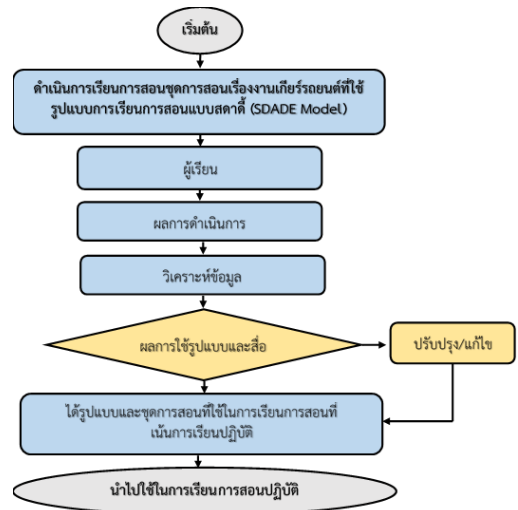 เริ่มต้น
ดำเนินการเรียนการสอนชุดการสอนเรื่องงานเกียร์รถยนต์ที่ใช้
รูปแบบการเรียนการสอนแบบสดาดี้ (SDADE Model)
ผู้เรียน
ผลการดำเนินการ
วิเคราะห์ข้อมูล
ผลการใช้รูปแบบและสื่อ
ปรับปรุง/แก้ไข
ได้รูปแบบและชุดการสอนที่ใช้ในการเรียนการสอนที่
เน้นการเรียนปฏิบัติ
นำไปใช้ในการเรียนการสอนปฏิบัติ